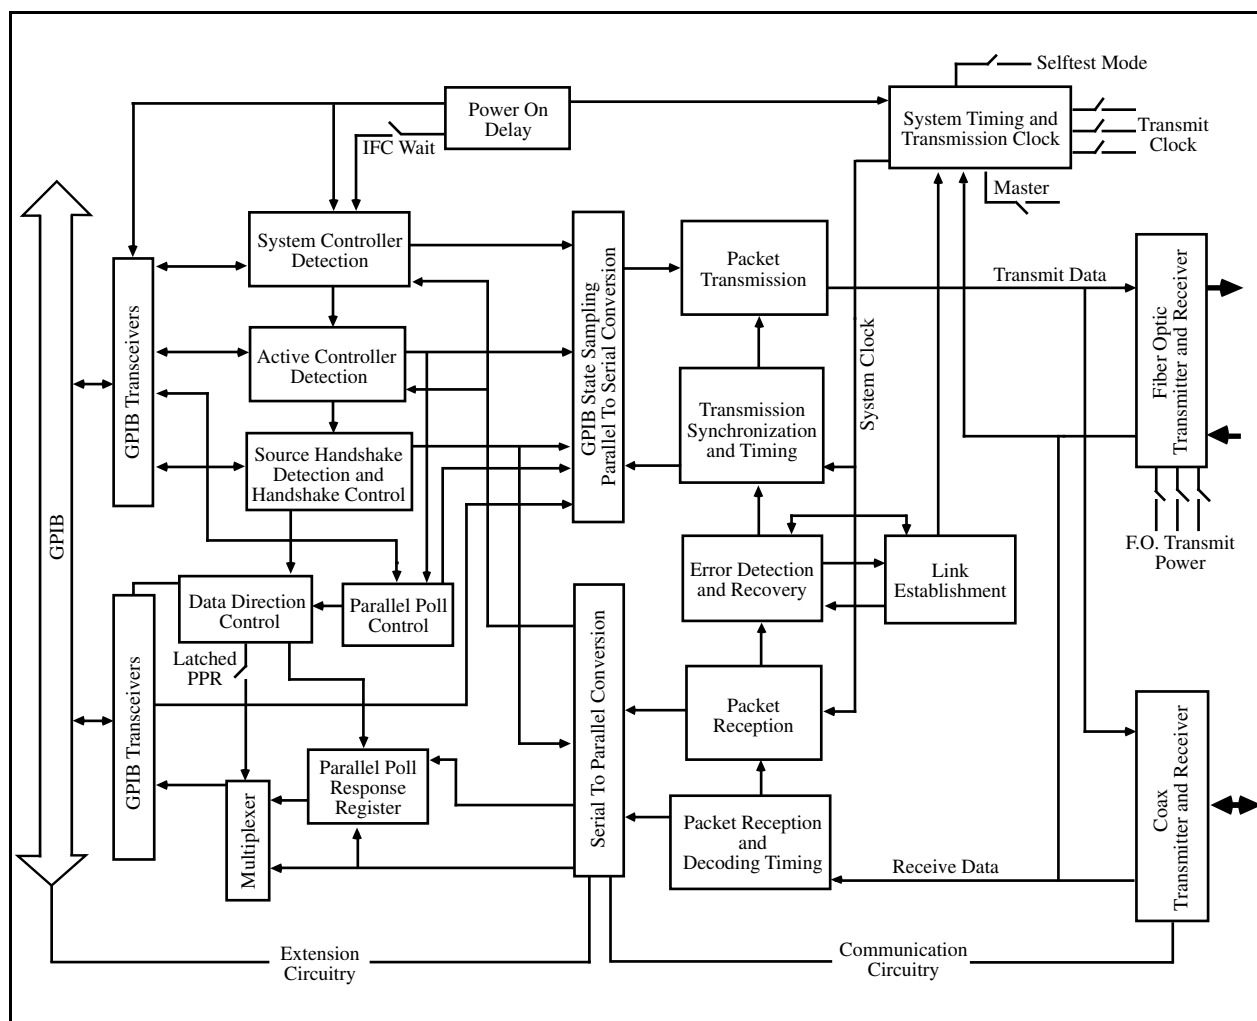 Selftest Mode
Power On
Delay
System Timing and
Transmission Clock
Transmit
Clock
IFC Wait
Master
System Controller
Detection
Packet
Transmission
Transmit Data
GPIB Transceivers
GPIB State Sampling
Parallel To Serial Conversion
Fiber Optic
Transmitter and Receiver
System Clock
Active Controller
Detection
Transmission
Synchronization
and Timing
Source Handshake
Detection and
Handshake Control
GPIB
F.O. Transmit
Power
Error Detection
and Recovery
Link
Establishment
Data Direction
Control
Parallel Poll
Control
Latched
PPR
GPIB Transceivers
Serial To Parallel Conversion
Packet
Reception
Coax
Transmitter and Receiver
Parallel Poll
Response
Register
Multiplexer
Packet Reception
and
Decoding Timing
Receive Data
Extension
Circuitry
Communication
Circuitry